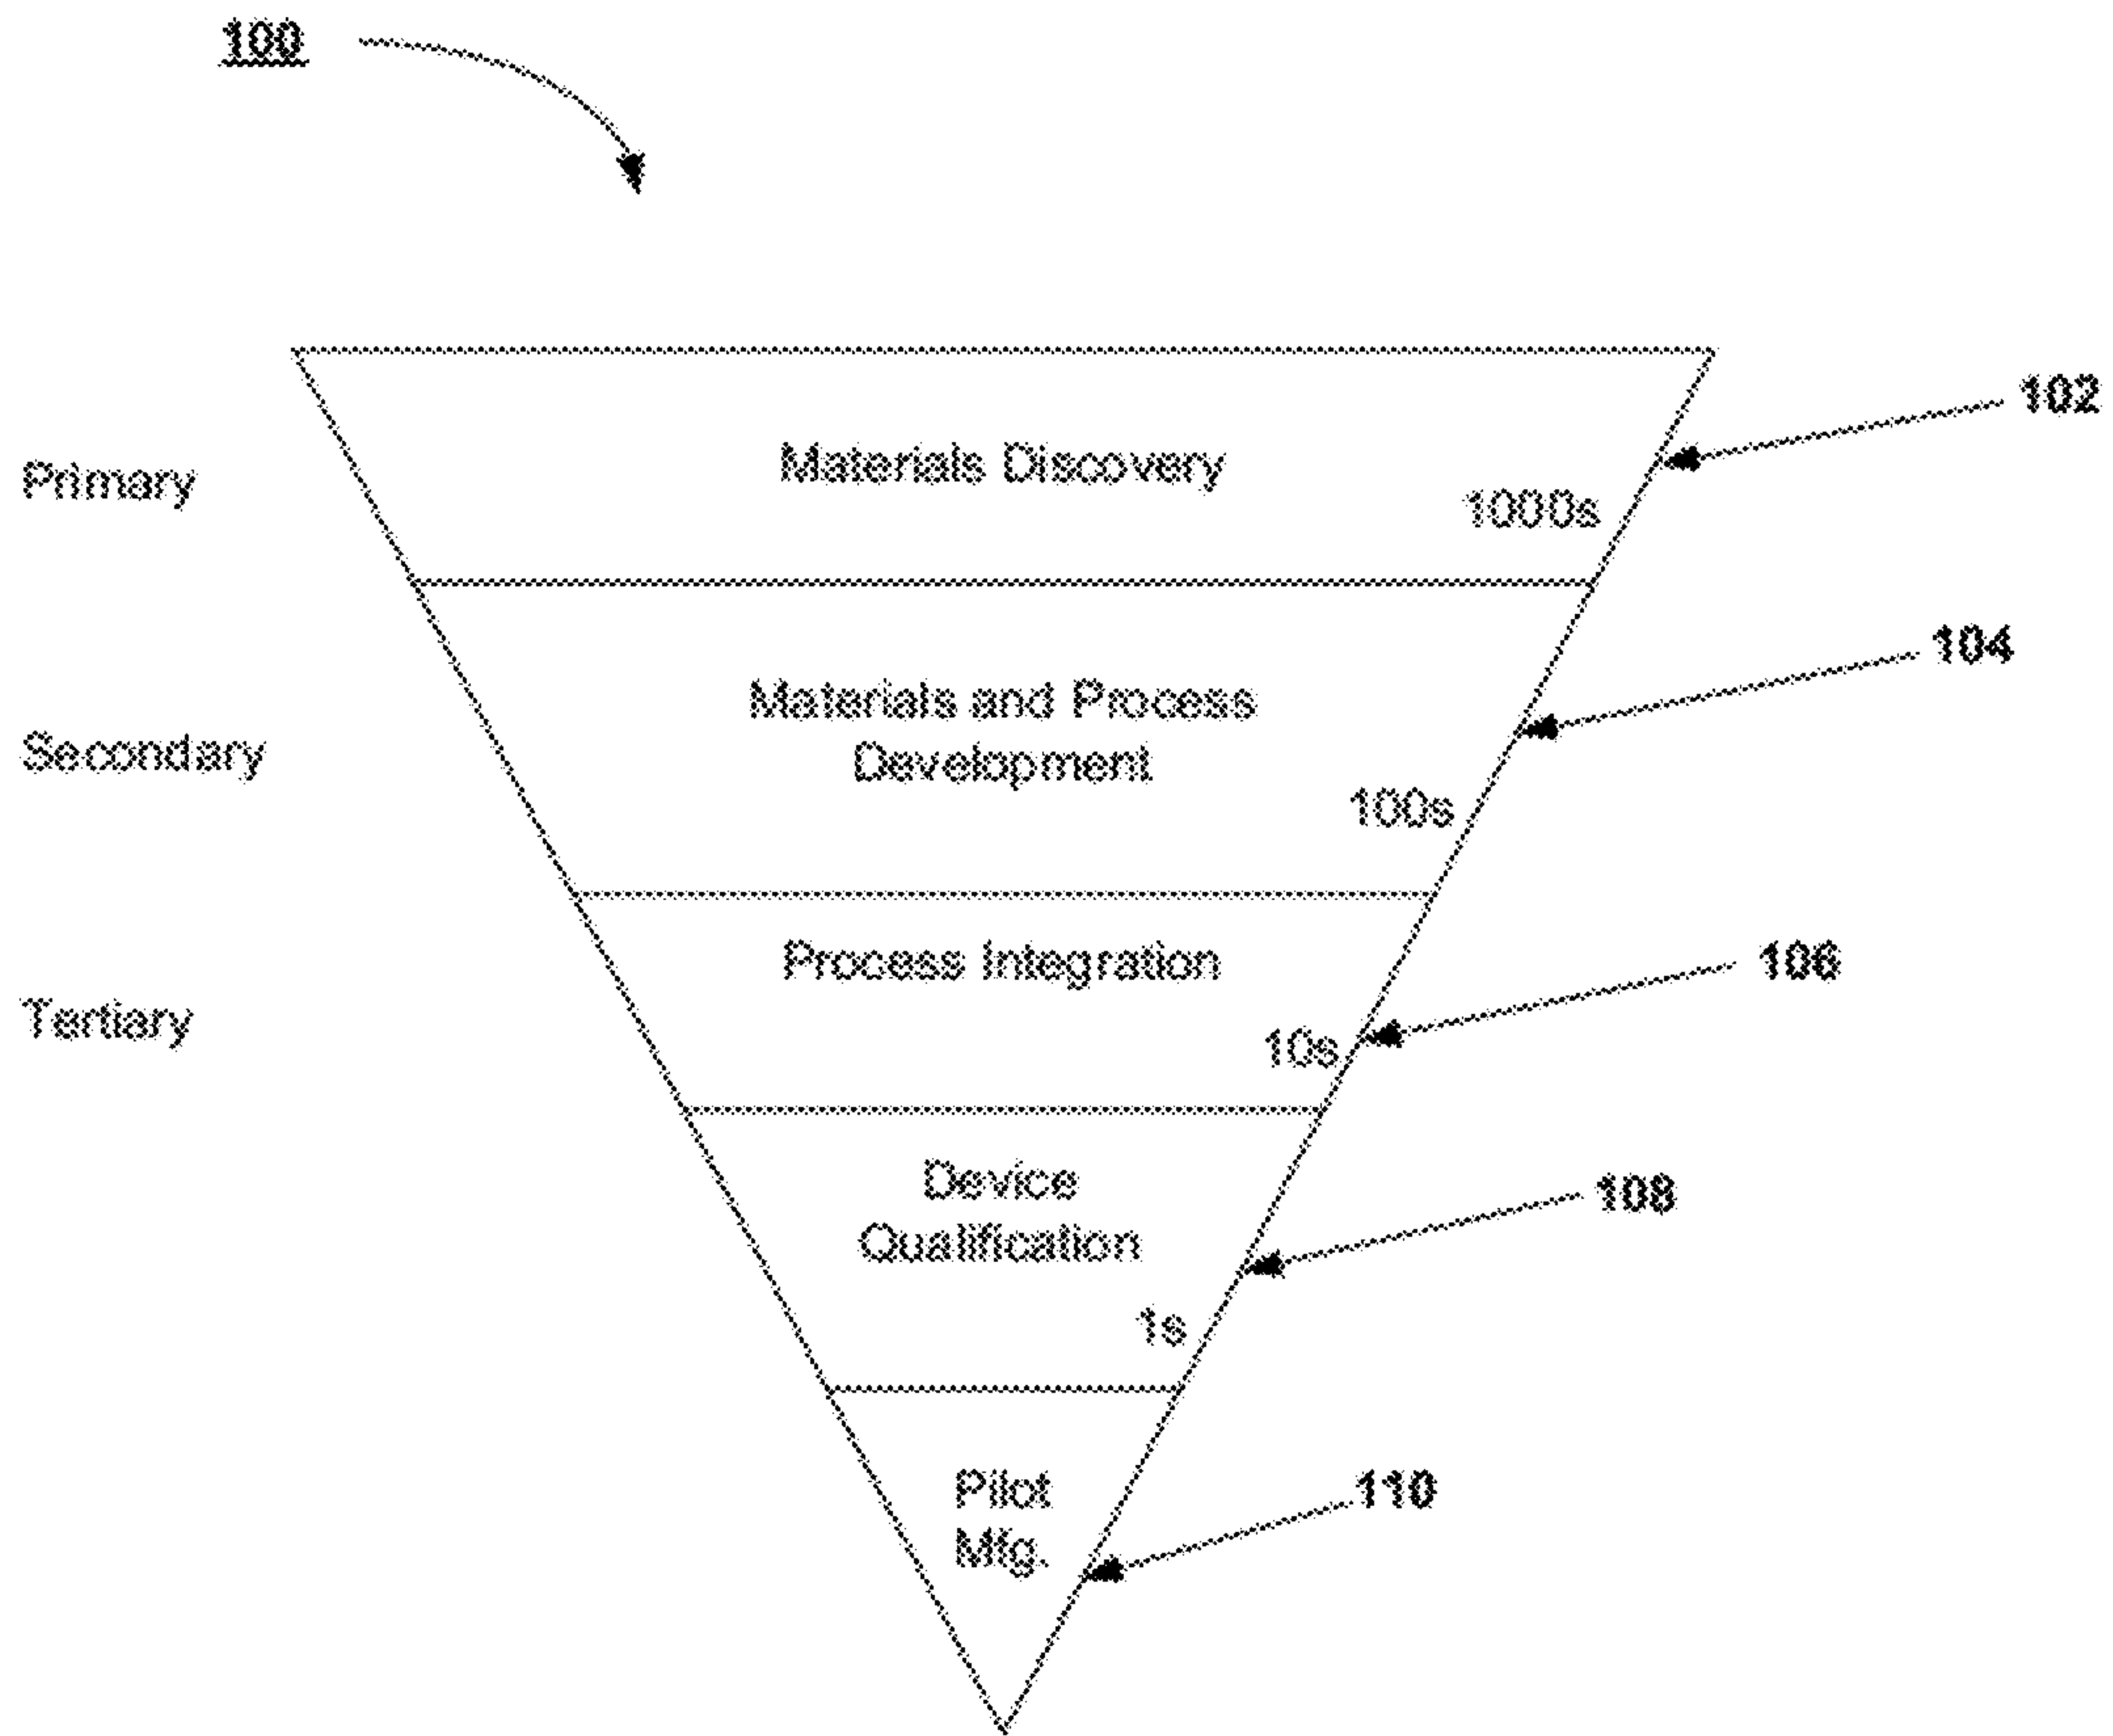 100
102
Materials Discovery
Primary
1000s
104
Materials and Process
Secondary
Development
100s
Process Integration
106
Tertiary
10s
Device
108
Qualification
1s
Pilot
110
Mfg.